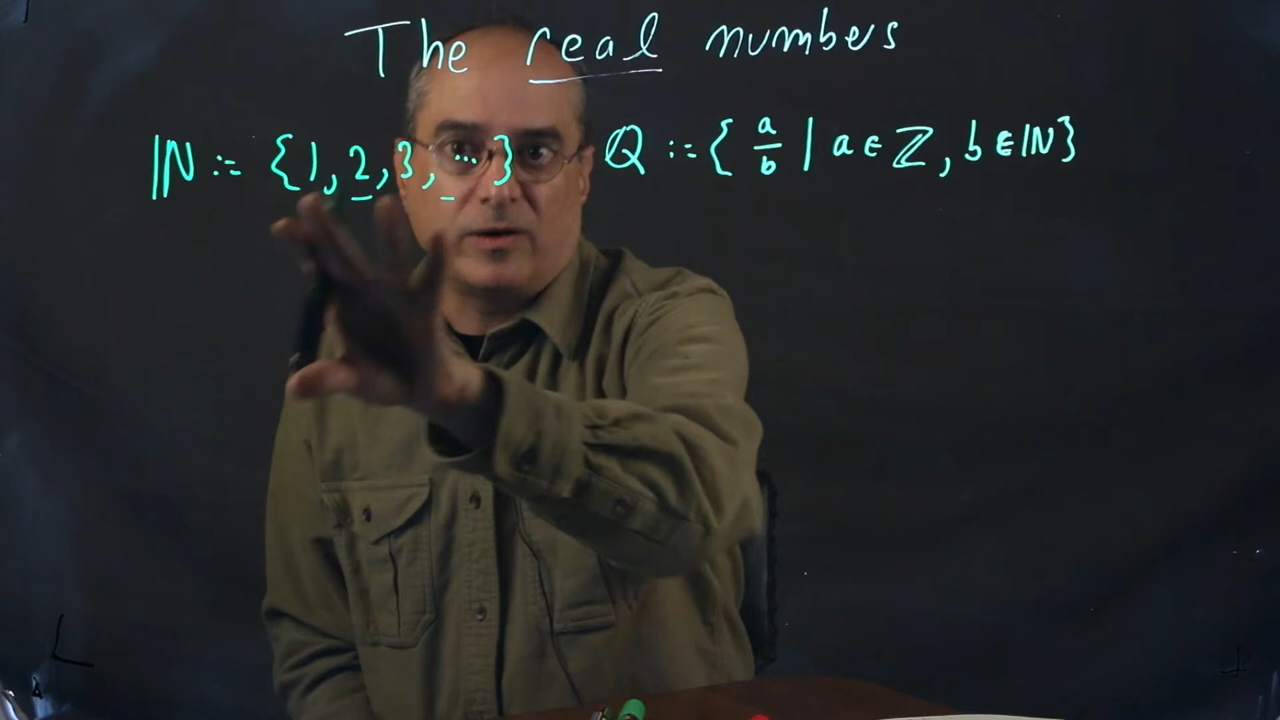 The real numbers
ℕ := {1, 2, 3, ... } ℚ := { a/b | a ∈ ℤ, b ∈ ℕ}